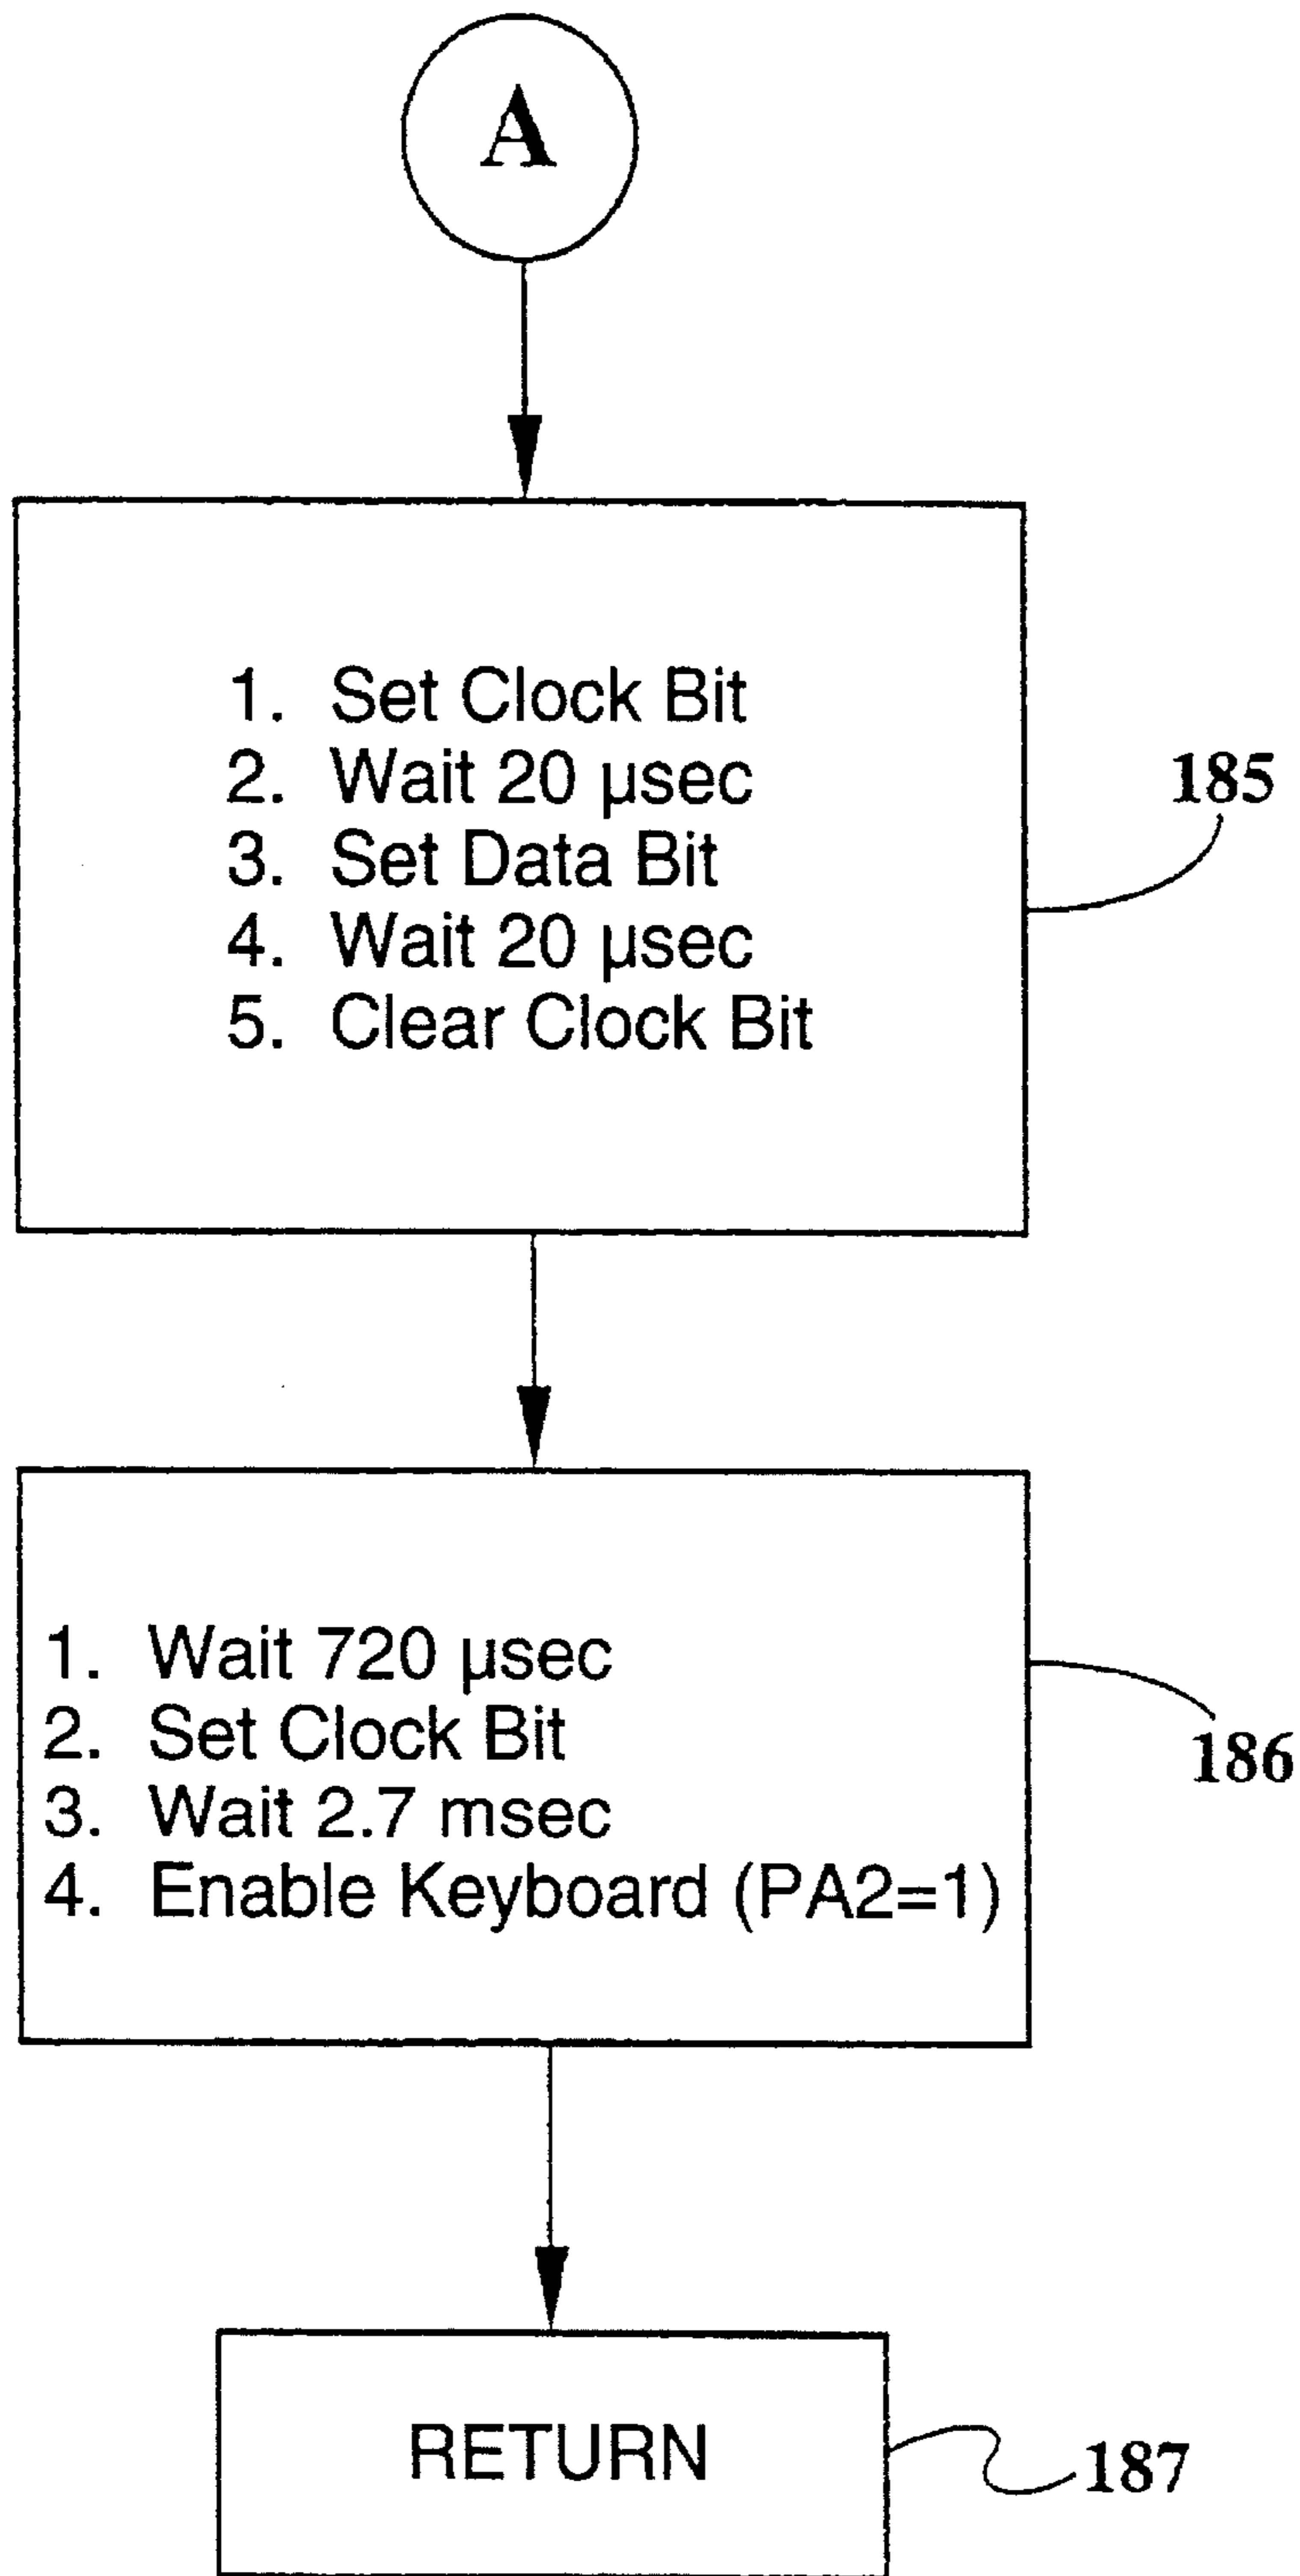 A
1. Set Clock Bit
2. Wait 20 µsec
3. Set Data Bit
4. Wait 20 µsec
5. Clear Clock Bit
185
1. Wait 720 µsec
2. Set Clock Bit
3. Wait 2.7 msec
4. Enable Keyboard (PA2=1)
186
RETURN
187